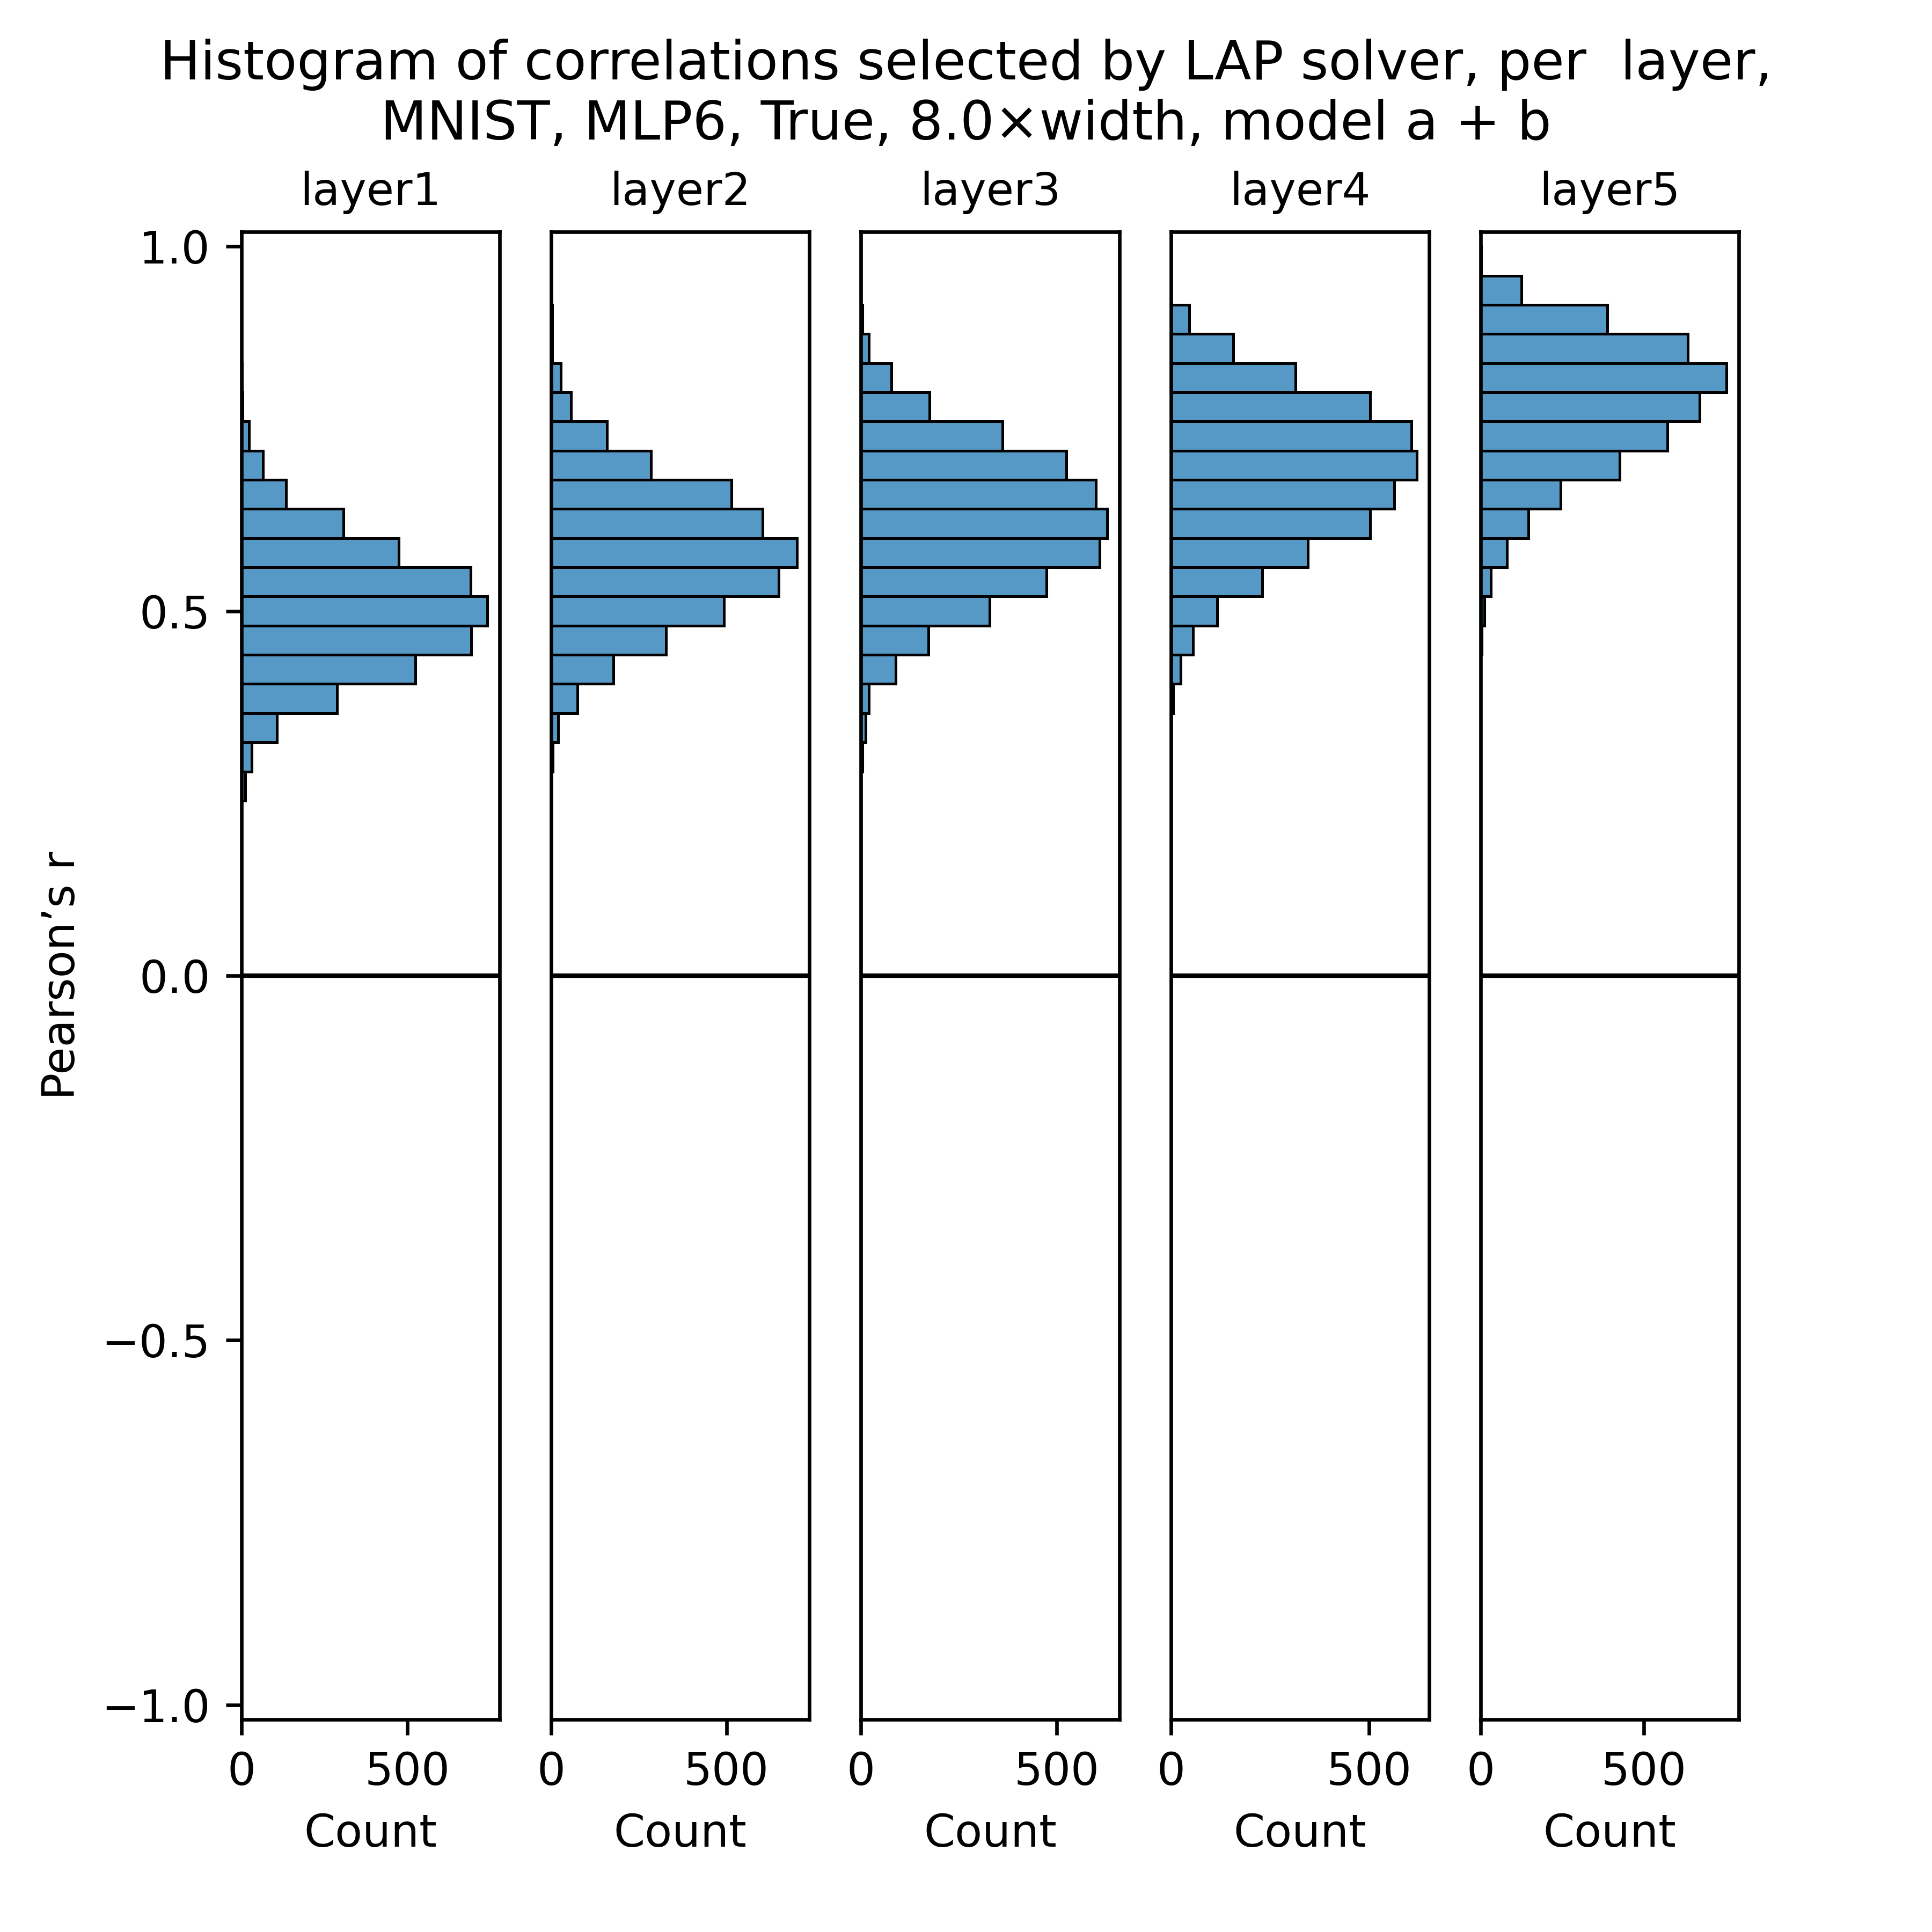 Histogram of correlations selected by LAP solver, per  layer,
MNIST, MLP6, True, 8.0×width, model a + b
layer1 layer2 layer3 layer4 layer5
1.0
0.5
0.0
−0.5
−1.0
Pearson’s r
0 500 0 500 0 500 0 500 0 500
Count Count Count Count Count